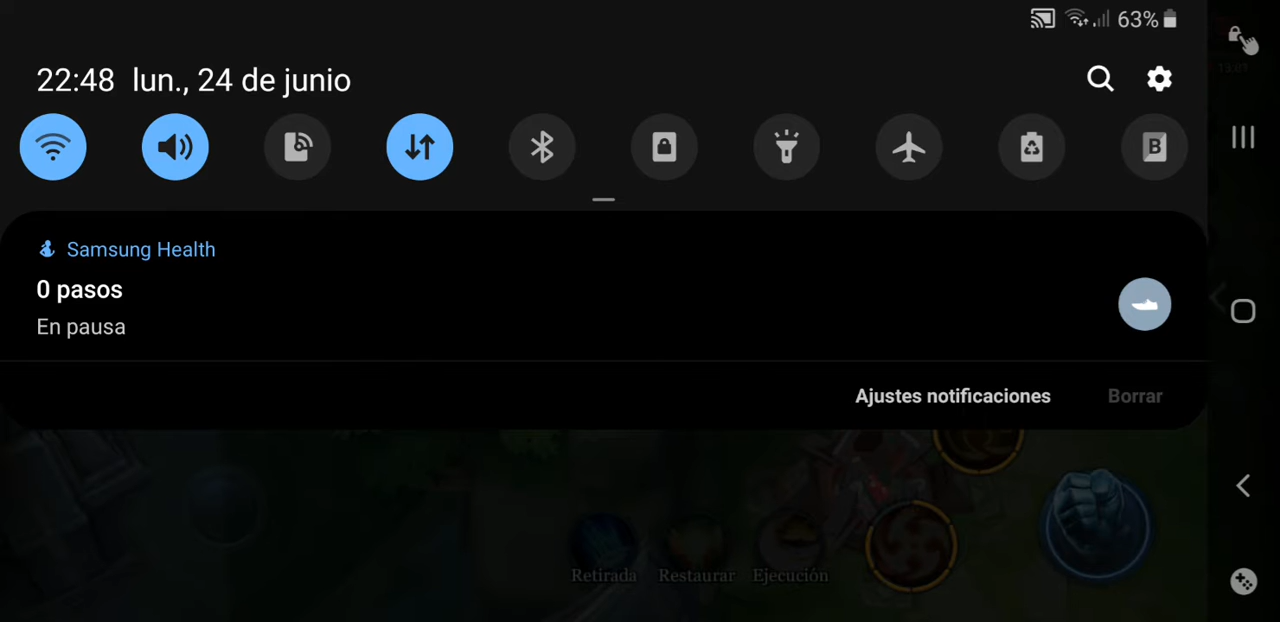 63%
22:48 lun., 24 de junio
B
Samsung Health
0 pasos
En pausa
Ajustes notificaciones Borrar
Retirada Restaurar Ejecución